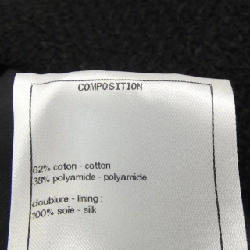 COMPOSITION
62% coton - cotton
38% polyamide - polyamide
doublure - lining :
100% soie - silk